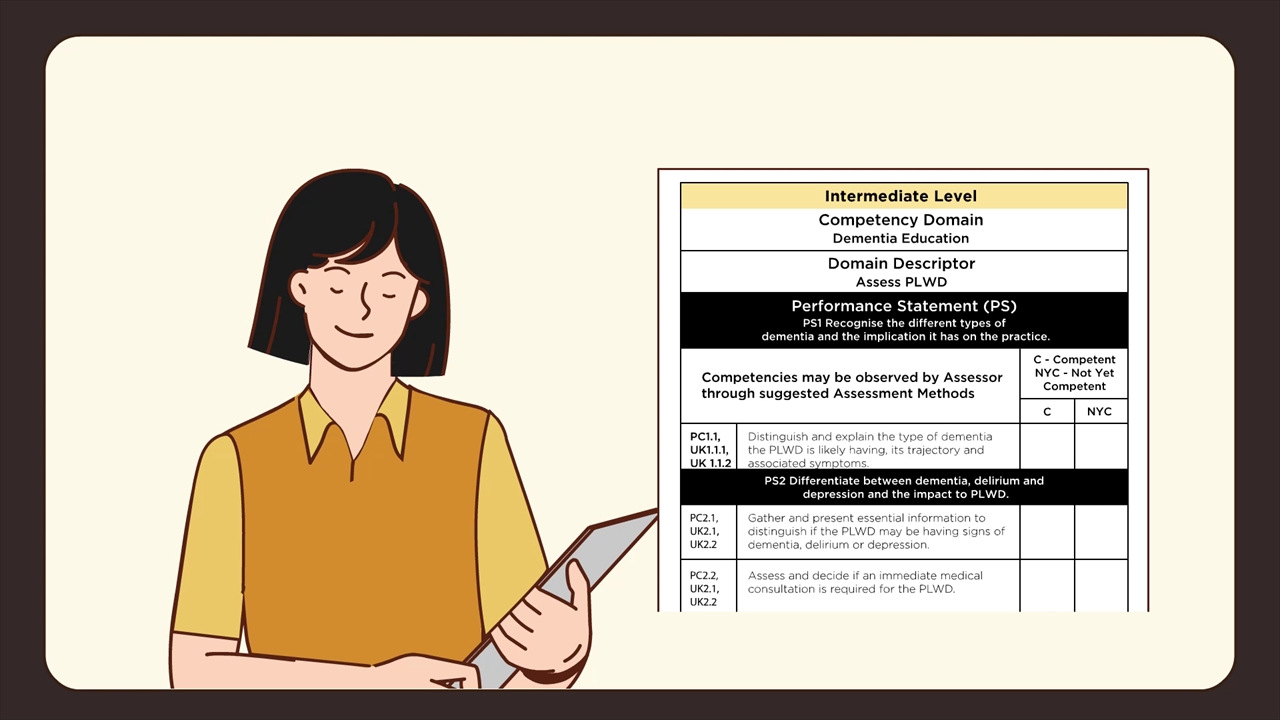 Intermediate Level
Competency Domain
Dementia Education
Domain Descriptor
Assess PLWD
Performance Statement (PS)
PS1 Recognise the different types of
dementia and the implication it has on the practice.
Competencies may be observed by Assessor
through suggested Assessment Methods
C - Competent
NYC - Not Yet
Competent
C
NYC
PC1.1,
UK1.1.1,
UK 1.1.2
Distinguish and explain the type of dementia
the PLWD is likely having, its trajectory and
associated symptoms.
PS2 Differentiate between dementia, delirium and
depression and the impact to PLWD.
PC2.1,
UK2.1,
UK2.2
Gather and present essential information to
distinguish if the PLWD may be having signs of
dementia, delirium or depression.
PC2.2,
UK2.1,
UK2.2
Assess and decide if an immediate medical
consultation is required for the PLWD.